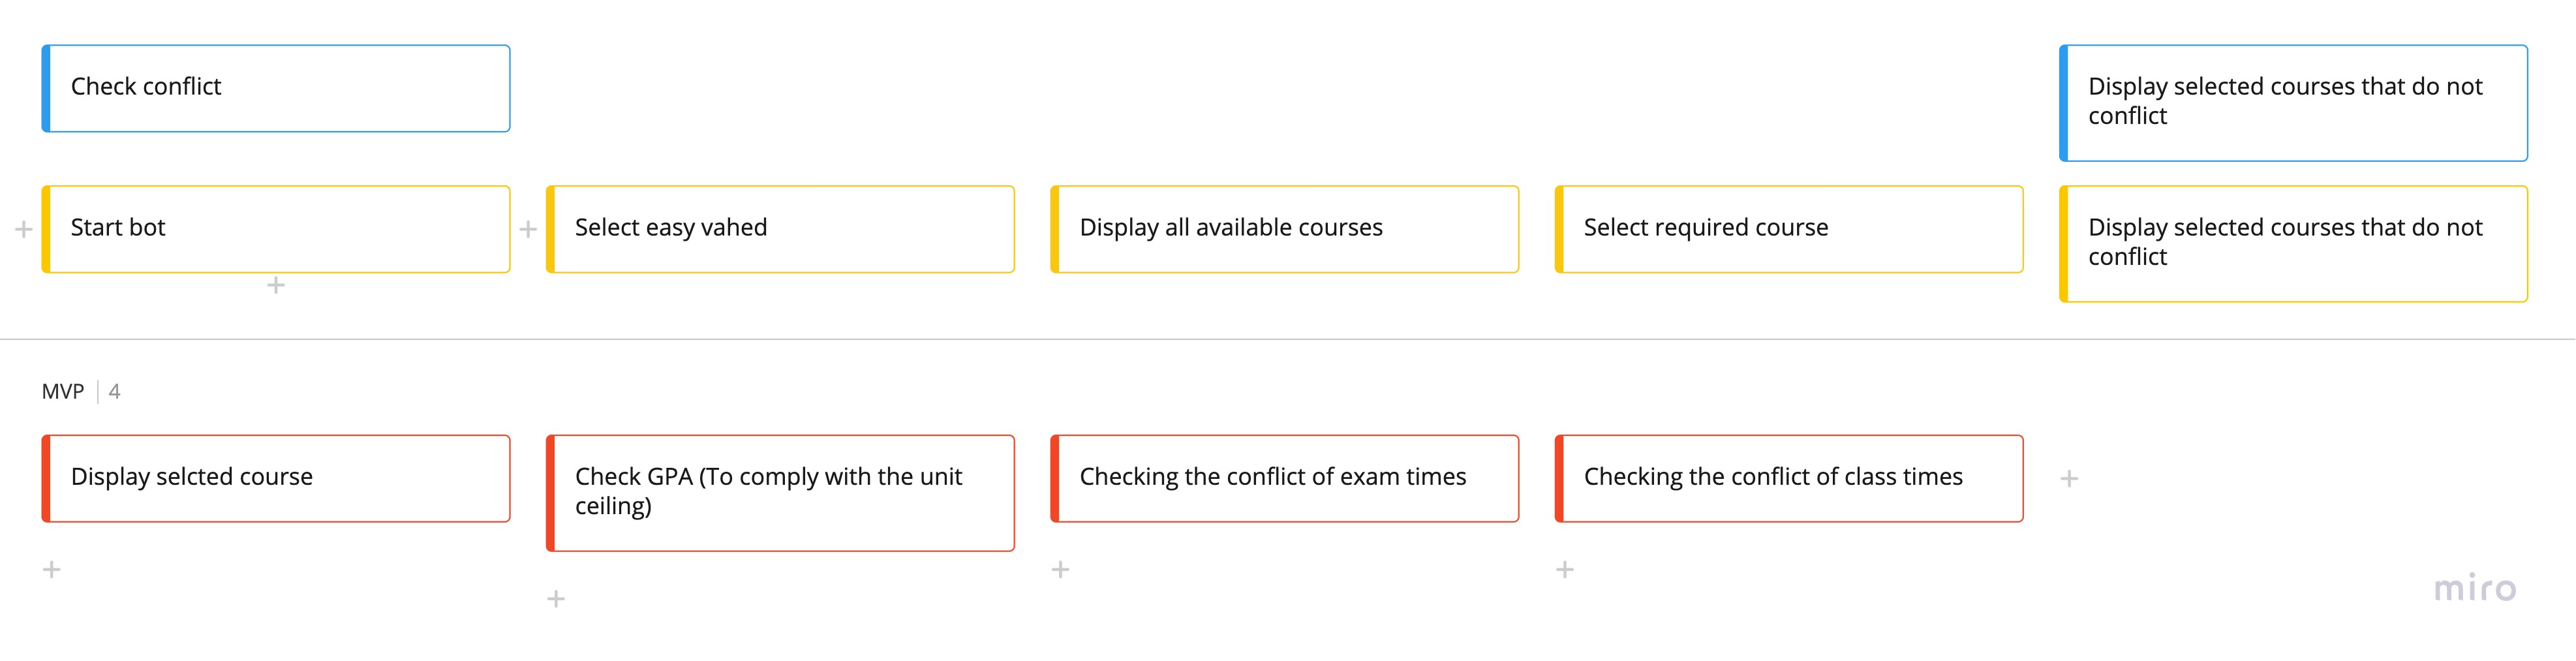 Check conflict
Display selected courses that do not
conflict
Start bot
Select easy vahed
Display all available courses
Select required course
Display selected courses that do not
conflict
MVP 4
Display selcted course
Check GPA (To comply with the unit
ceiling)
Checking the conflict of exam times
Checking the conflict of class times
miro